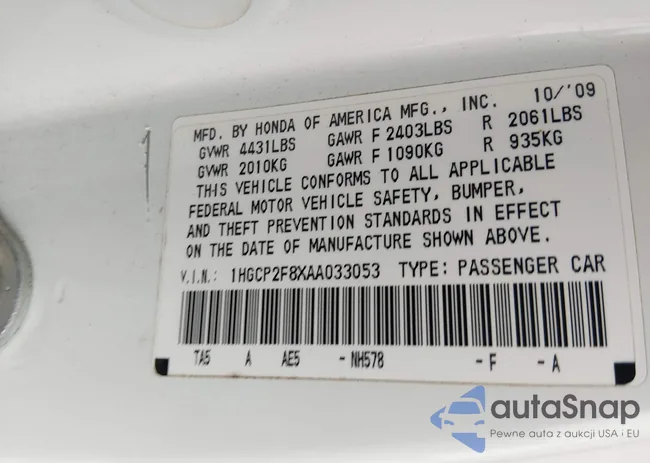 MFD. BY HONDA OF AMERICA MFG., INC. 10/'09
GVWR 4431LBS GAWR F 2403LBS R 2061LBS
GVWR 2010KG GAWR F 1090KG R 935KG
THIS VEHICLE CONFORMS TO ALL APPLICABLE
FEDERAL MOTOR VEHICLE SAFETY, BUMPER,
AND THEFT PREVENTION STANDARDS IN EFFECT
ON THE DATE OF MANUFACTURE SHOWN ABOVE.
V.I.N.: 1HGCP2F8XAA033053 TYPE: PASSENGER CAR
TA5 A AE5 -NH578 -F -A
autaSnap
Pewne auta z aukcji USA i EU